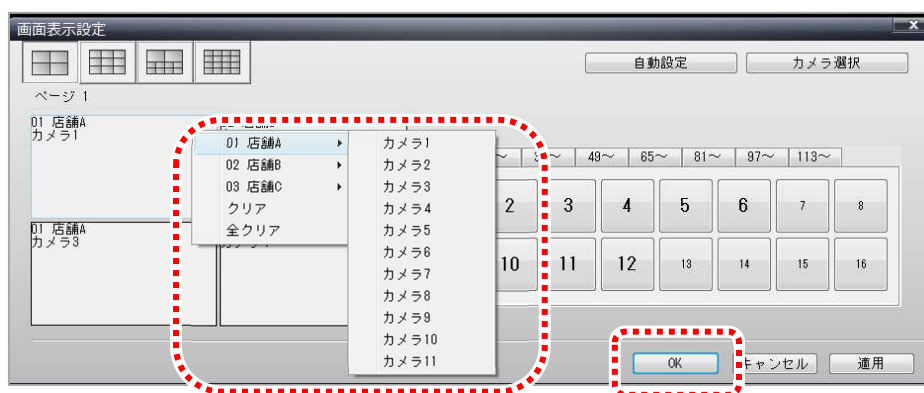 画面表示設定
x
自動設定
カメラ選択
ページ 1
01 店舗A
カメラ1
01 店舗A
カメラ3
01 店舗A
02 店舗B
03 店舗C
クリア
全クリア
カメラ1
カメラ2
カメラ3
カメラ4
カメラ5
カメラ6
カメラ7
カメラ8
カメラ9
カメラ10
カメラ11
49～
65～
81～
97～
113～
2
3
4
5
6
7
8
10
11
12
13
14
15
16
OK
キャンセル
適用